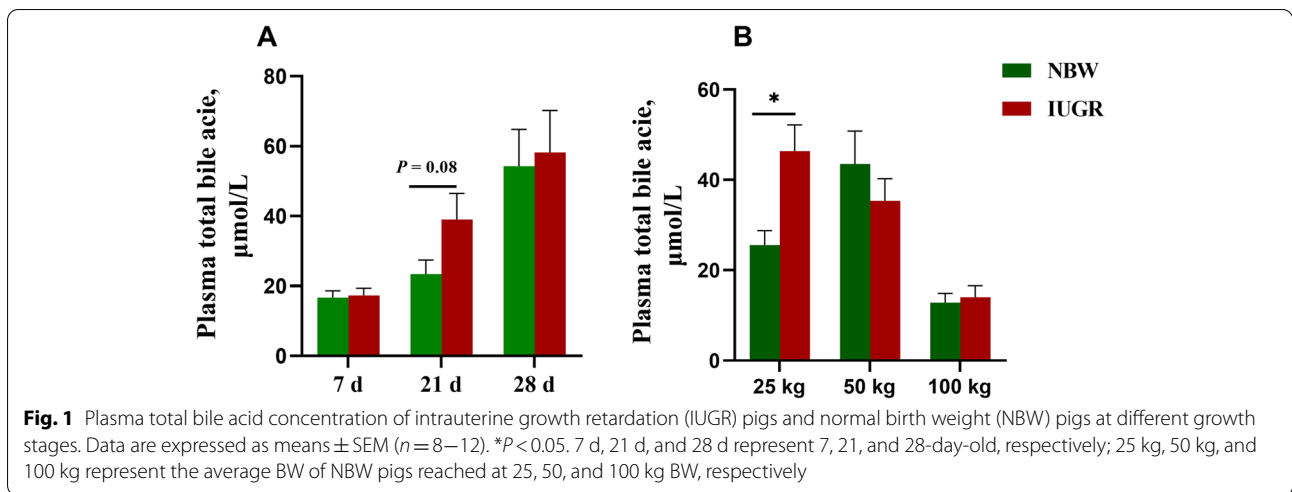 A
Plasma total bile acie,
µmol/L
80
60
40
20
0
P = 0.08
7 d 21 d 28 d
B
Plasma total bile acie,
µmol/L
60
40
20
0
*
25 kg 50 kg 100 kg
NBW
IUGR
Fig. 1 Plasma total bile acid concentration of intrauterine growth retardation (IUGR) pigs and normal birth weight (NBW) pigs at different growth
stages. Data are expressed as means ± SEM (n = 8–12). *P < 0.05. 7 d, 21 d, and 28 d represent 7, 21, and 28-day-old, respectively; 25 kg, 50 kg, and
100 kg represent the average BW of NBW pigs reached at 25, 50, and 100 kg BW, respectively